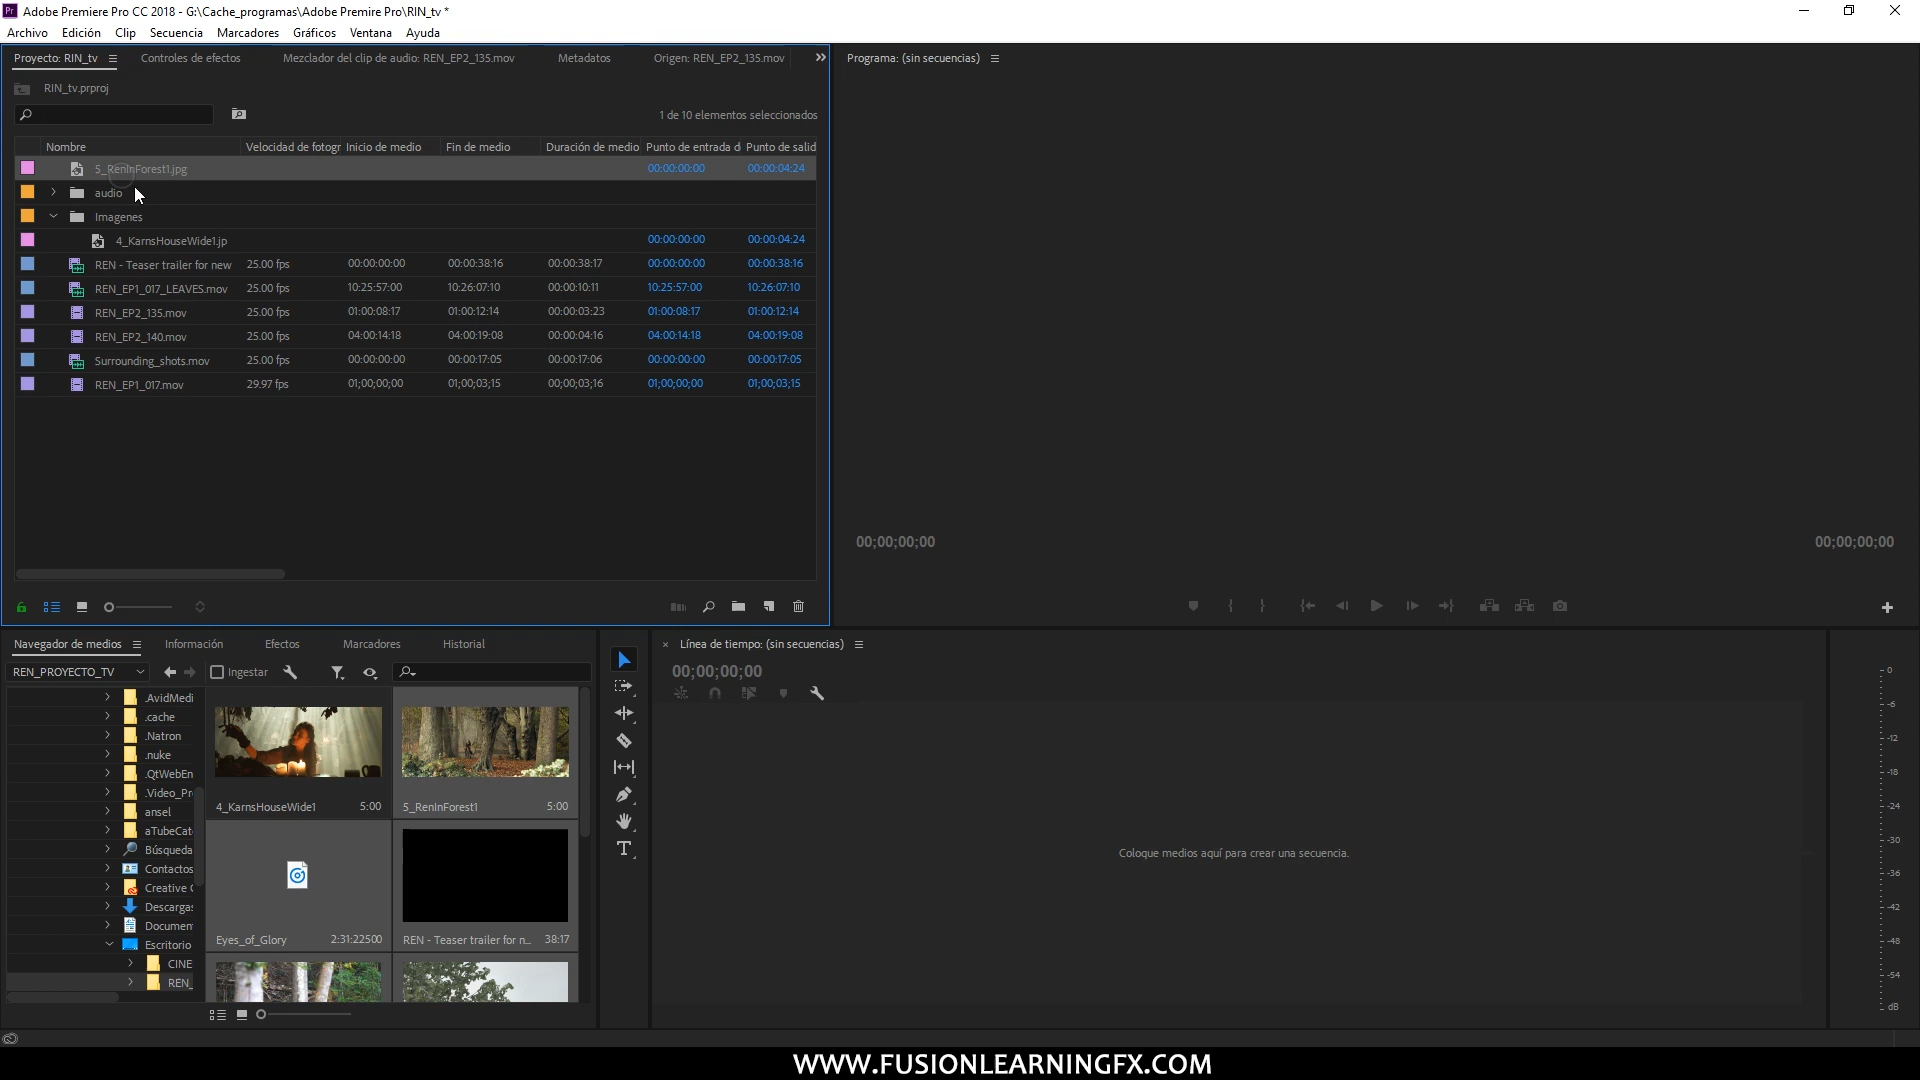 Adobe Premiere Pro CC 2018 - G:\Cache_programas\Adobe Premire Pro\RIN_tv *
Archivo Edición Clip Secuencia Marcadores Gráficos Ventana Ayuda
Proyecto: RIN_tv Controles de efectos Mezclador del clip de audio: REN_EP2_135.mov Metadatos Origen: REN_EP2_135.mov
Programa: (sin secuencias)
RIN_tv.prproj
1 de 10 elementos seleccionados
Nombre Velocidad de fotogr Inicio de medio Fin de medio Duración de medio Punto de entrada d Punto de salid
5_RenInForest1.jpg 00:00:00:00 00:00:04:24
audio
Imagenes
4_KarnsHouseWide1.jp 00:00:00:00 00:00:04:24
REN - Teaser trailer for new 25.00 fps 00:00:00:00 00:00:38:16 00:00:38:17 00:00:00:00 00:00:38:16
REN_EP1_017_LEAVES.mov 25.00 fps 10:25:57:00 10:26:07:10 00:00:10:11 10:25:57:00 10:26:07:10
REN_EP2_135.mov 25.00 fps 01:00:08:17 01:00:12:14 00:00:03:23 01:00:08:17 01:00:12:14
REN_EP2_140.mov 25.00 fps 04:00:14:18 04:00:19:08 00:00:04:16 04:00:14:18 04:00:19:08
Surrounding_shots.mov 25.00 fps 00:00:00:00 00:00:17:05 00:00:17:06 00:00:00:00 00:00:17:05
REN_EP1_017.mov 29.97 fps 01;00;00;00 01;00;03;15 00;00;03;16 01;00;00;00 01;00;03;15
00;00;00;00 00;00;00;00
Navegador de medios Información Efectos Marcadores Historial
REN_PROYECTO_TV Ingestar
.AvidMedi
.cache
.Natron
.nuke
.QtWebEn
.Video_Pr
ansel
aTubeCat
Búsqueda
Contactos
Creative C
Descargas
Documen
Escritorio
CINE
REN_
4_KarnsHouseWide1 5:00
5_RenInForest1 5:00
Eyes_of_Glory 2:31:22500
REN - Teaser trailer for n... 38:17
Línea de tiempo: (sin secuencias)
00;00;00;00
Coloque medios aquí para crear una secuencia.
0
-6
-12
-18
-24
-30
-36
-42
-48
-54
dB
WWW.FUSIONLEARNINGFX.COM